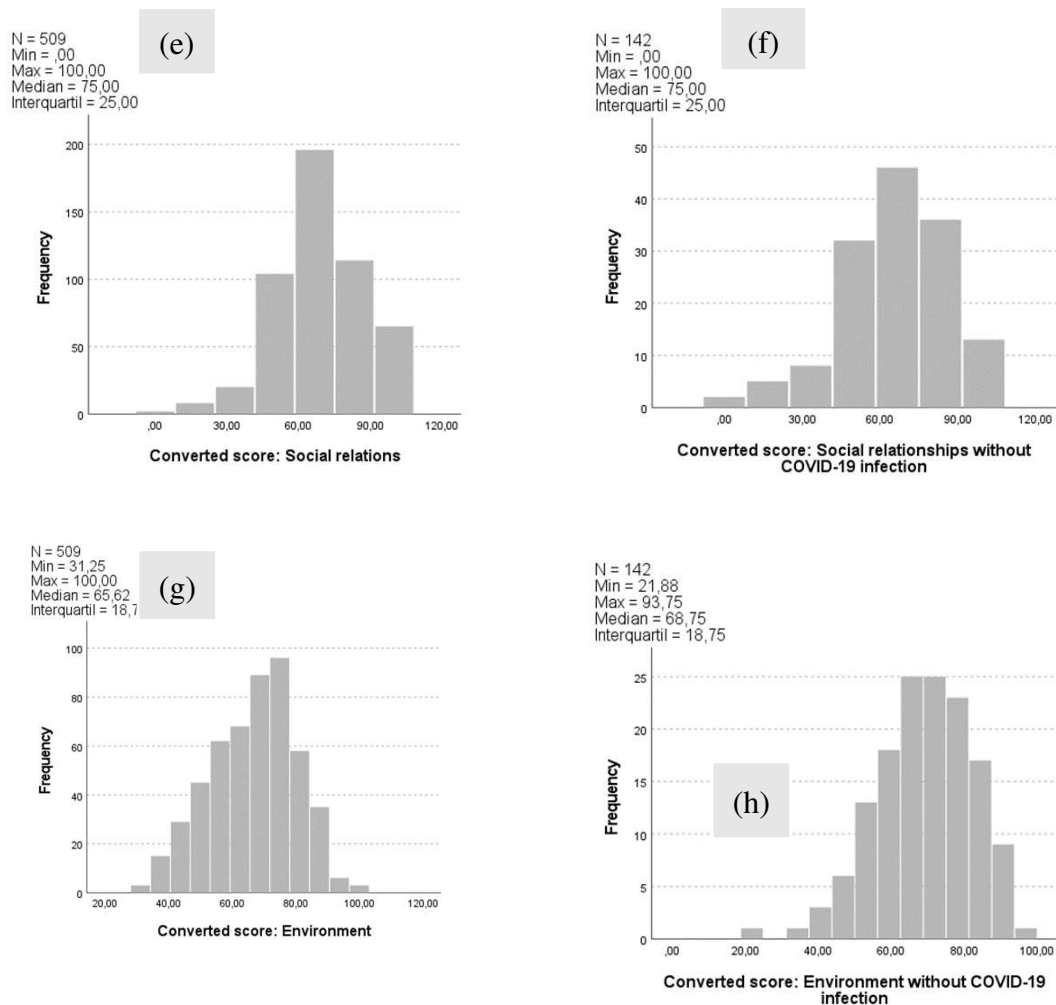 (e)
N = 509
Min = ,00
Max = 100,00
Median = 75,00
Interquartil = 25,00
200
150
100
50
0
Frequency
,00 30,00 60,00 90,00 120,00
Converted score: Social relations
(f)
N = 142
Min = ,00
Max = 100,00
Median = 75,00
Interquartil = 25,00
50
40
30
20
10
0
Frequency
,00 30,00 60,00 90,00 120,00
Converted score: Social relationships without
COVID-19 infection
(g)
N = 509
Min = 31,25
Max = 100,00
Median = 65,62
Interquartil = 18,7
100
80
60
40
20
0
Frequency
20,00 40,00 60,00 80,00 100,00 120,00
Converted score: Environment
N = 142
Min = 21,88
Max = 93,75
Median = 68,75
Interquartil = 18,75
25
20
15
10
5
0
Frequency
(h)
,00 20,00 40,00 60,00 80,00 100,00
Converted score: Environment without COVID-19
infection